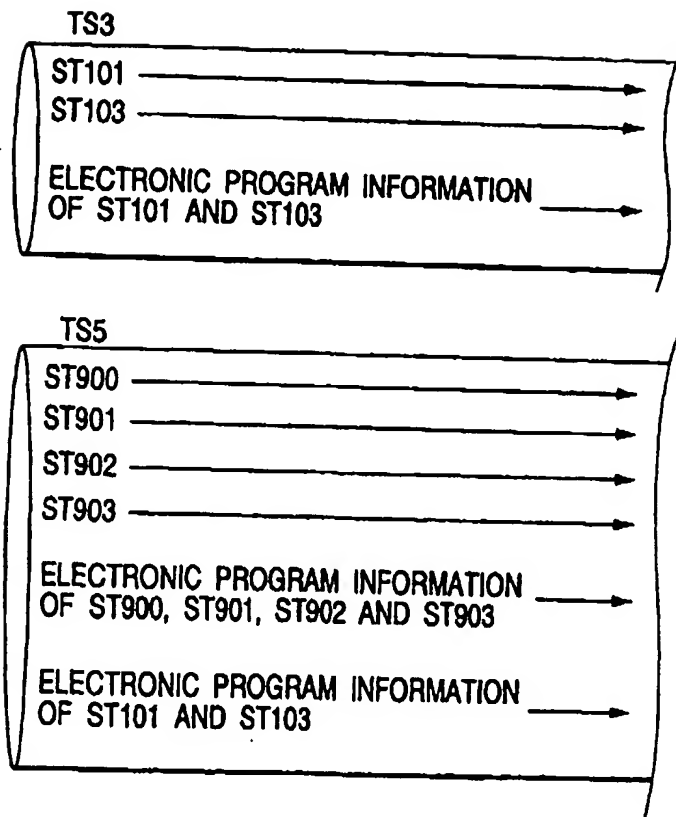 TS3
ST101
ST103
ELECTRONIC PROGRAM INFORMATION
OF ST101 AND ST103
TS5
ST900
ST901
ST902
ST903
ELECTRONIC PROGRAM INFORMATION
OF ST900, ST901, ST902 AND ST903
ELECTRONIC PROGRAM INFORMATION
OF ST101 AND ST103